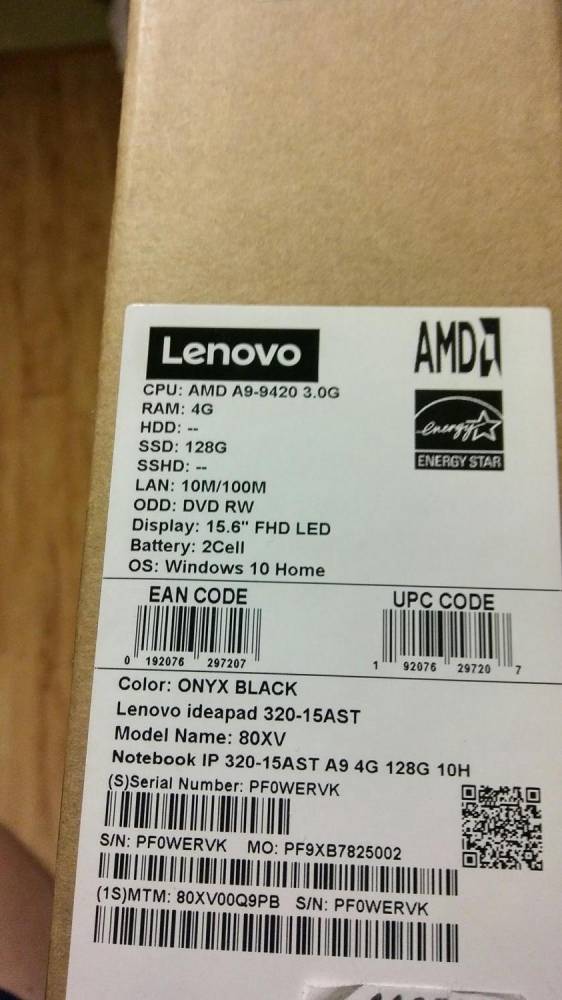 Lenovo
AMD
CPU: AMD A9-9420 3.0G
RAM: 4G
HDD: --
SSD: 128G
SSHD: --
LAN: 10M/100M
ODD: DVD RW
Display: 15.6" FHD LED
Battery: 2Cell
OS: Windows 10 Home
energy
ENERGY STAR
EAN CODE
0 192076 297207
UPC CODE
1 92076 29720 7
Color: ONYX BLACK
Lenovo ideapad 320-15AST
Model Name: 80XV
Notebook IP 320-15AST A9 4G 128G 10H
(S)Serial Number: PF0WERVK
S/N: PF0WERVK MO: PF9XB7825002
(1S)MTM: 80XV00Q9PB S/N: PF0WERVK